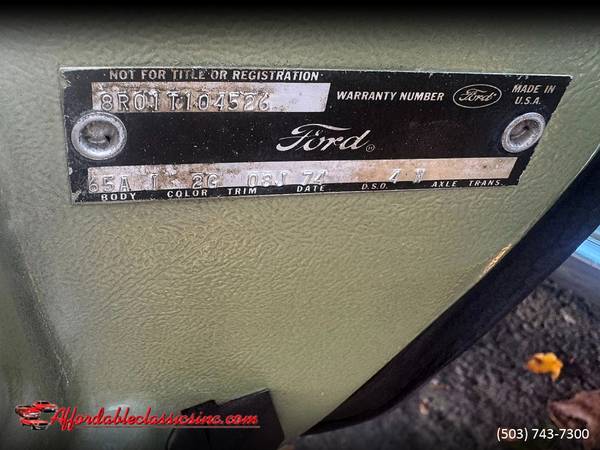 NOT FOR TITLE OR REGISTRATION
8R01T104526
WARRANTY NUMBER
Ford
MADE IN U.S.A.
Ford
65A I 2G 08J 74 4
BODY COLOR TRIM DATE D.S.O. AXLE TRANS.
Affordableclassicsinc.com
(503) 743-7300